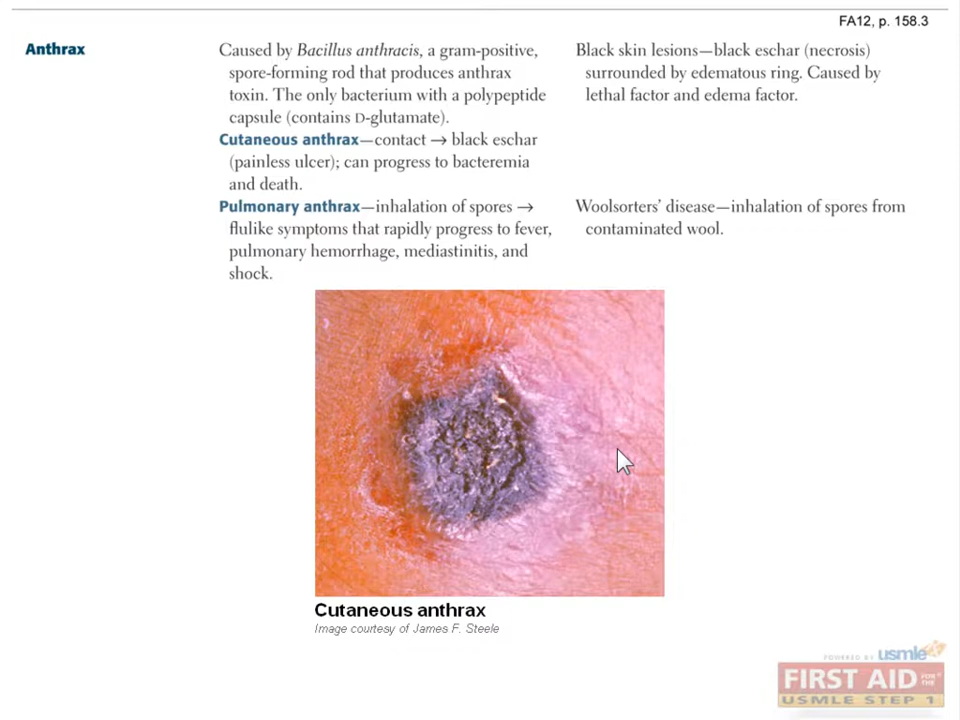 FA12, p. 158.3
Anthrax
Caused by Bacillus anthracis, a gram-positive,
spore-forming rod that produces anthrax
toxin. The only bacterium with a polypeptide
capsule (contains D-glutamate).
Cutaneous anthrax—contact → black eschar
(painless ulcer); can progress to bacteremia
and death.
Pulmonary anthrax—inhalation of spores →
flulike symptoms that rapidly progress to fever,
pulmonary hemorrhage, mediastinitis, and
shock.
Black skin lesions—black eschar (necrosis)
surrounded by edematous ring. Caused by
lethal factor and edema factor.
Woolsorters' disease—inhalation of spores from
contaminated wool.
Cutaneous anthrax
Image courtesy of James F. Steele
POWERED BY usmle
FIRST AID FOR THE®
USMLE STEP 1